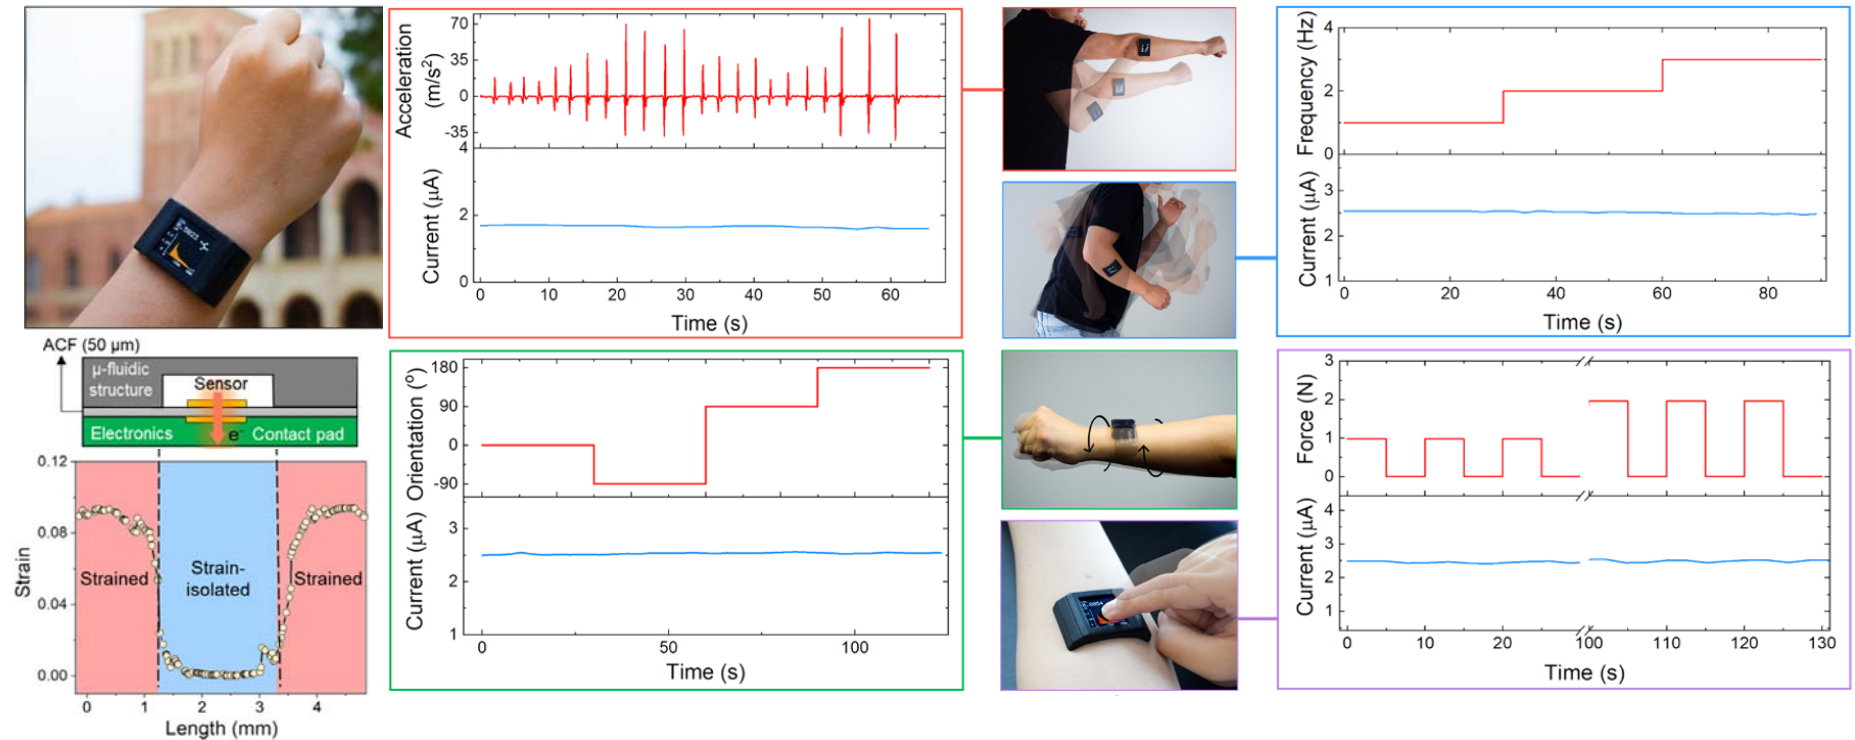 70
35
0
-35
Acceleration
(m/s²)
4
2
0
Current (μA)
0 10 20 30 40 50 60
Time (s)
4
3
2
1
0
Frequency (Hz)
3
2
1
Current (μA)
0 20 40 60 80
Time (s)
ACF (50 μm)
μ-fluidic
structure
Sensor
Electronics
e⁻
Contact pad
0.12
0.08
0.04
0.00
Strain
Strained
Strain-
isolated
Strained
0 1 2 3 4
Length (mm)
180
90
0
-90
Orientation (º)
3
2
1
Current (μA)
0 50 100
Time (s)
3
2
1
0
Force (N)
4
3
2
1
Current (μA)
0 10 20 100 110 120 130
Time (s)